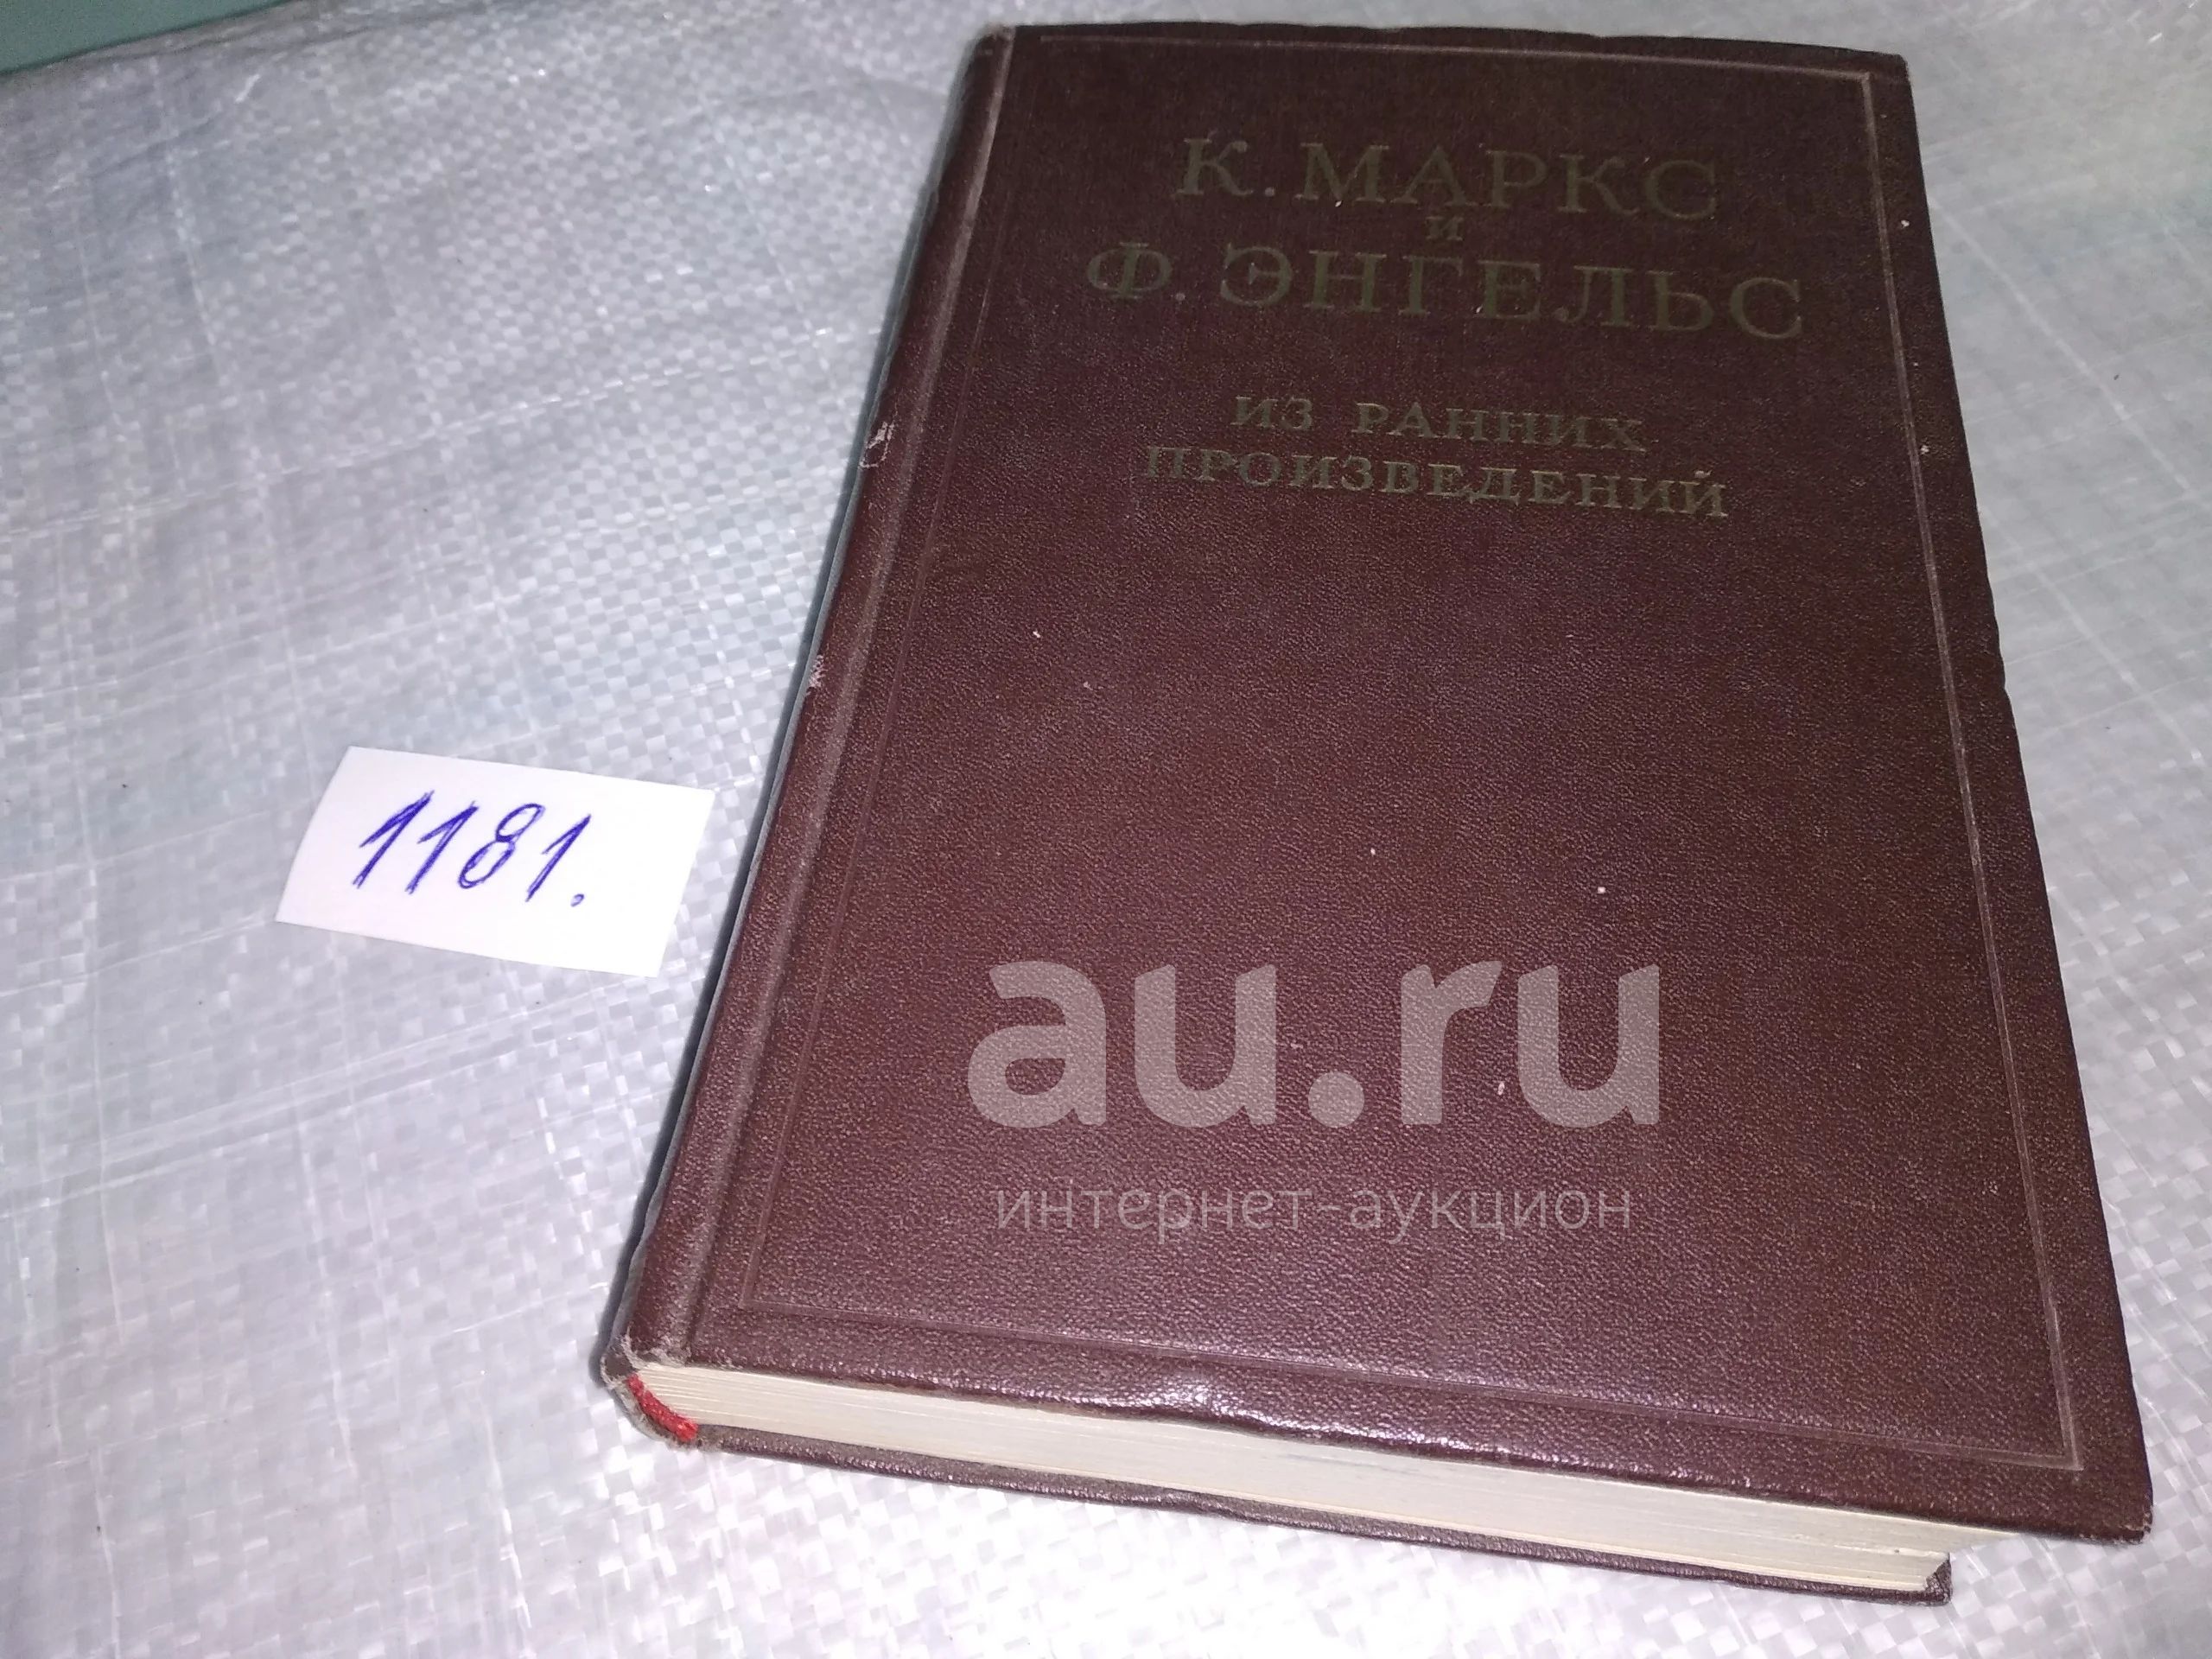 К. МАРКС
и
Ф. ЭНГЕЛЬС
ИЗ РАННИХ
ПРОИЗВЕДЕНИЙ
1181.
au.ru
интернет-аукцион